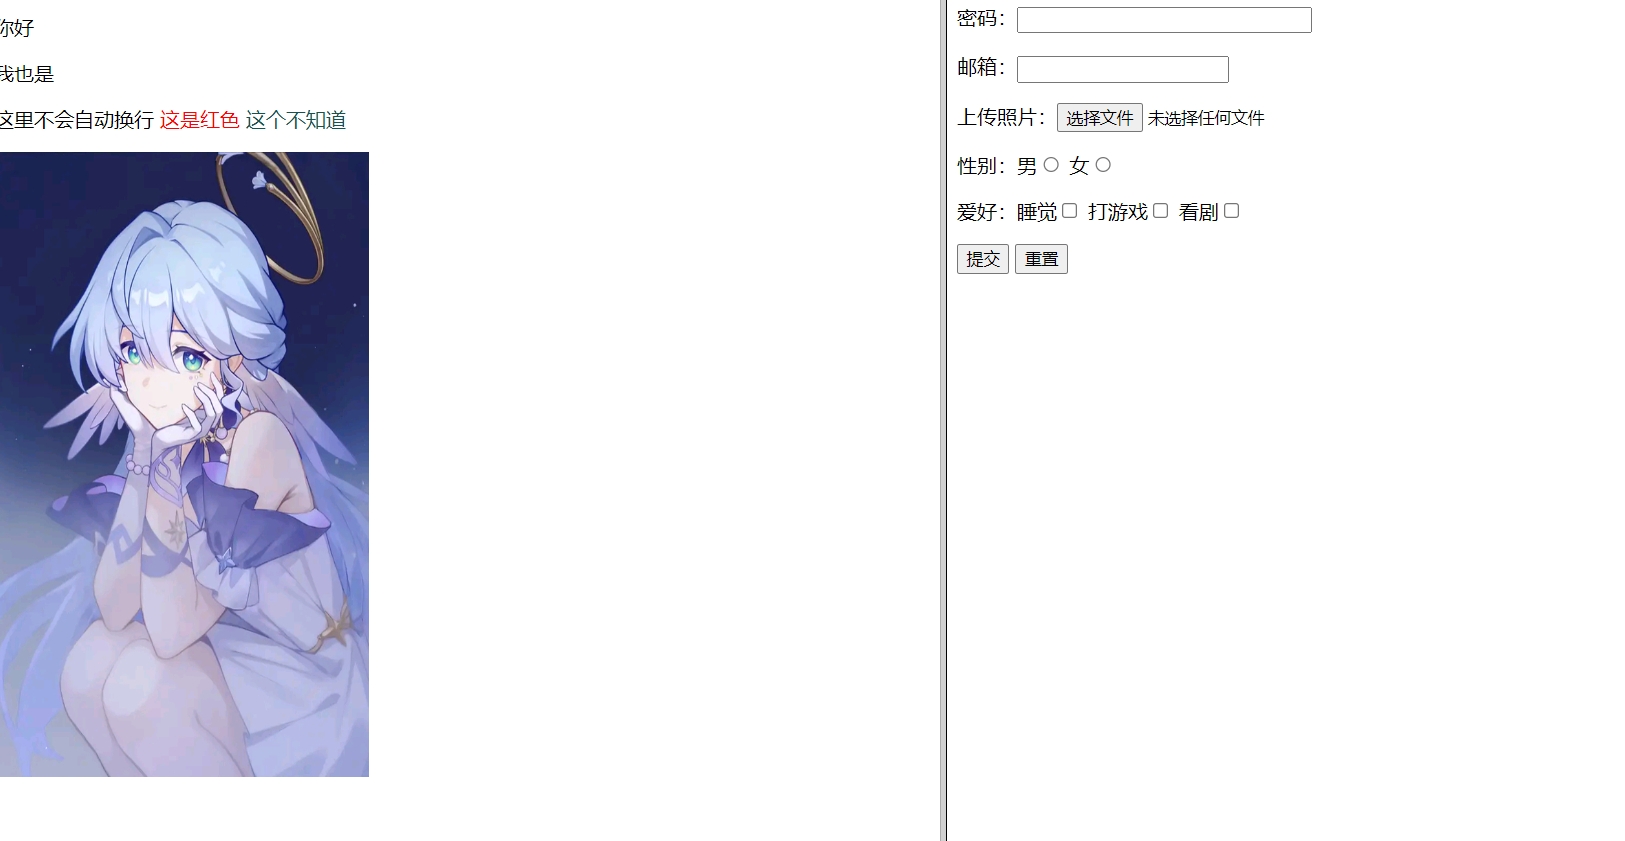 你好
我也是
这里不会自动换行 这是红色 这个不知道
密码：
邮箱：
上传照片： 选择文件 未选择任何文件
性别：男 女
爱好：睡觉 打游戏 看剧
提交 重置